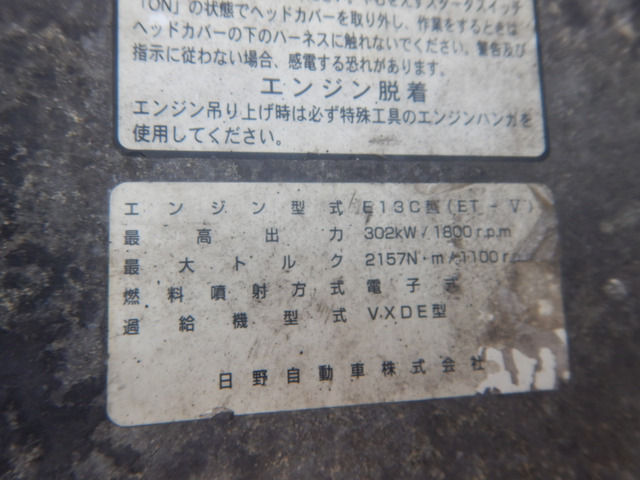 「ON」の状態でヘッドカバーを取り外し、作業をするときは
ヘッドカバーの下のハーネスに触れないでください。警告及び
指示に従わない場合、感電する恐れがあります。
エンジン脱着
エンジン吊り上げ時は必ず特殊工具のエンジンハンガを
使用してください。
エンジン型式 E13C型(ET-Ⅴ)
最高出力 302kW/1800r.p.m
最大トルク 2157N・m/1100r.p
燃料噴射方式 電子式
過給機型式 V.XDE型
日野自動車株式会社